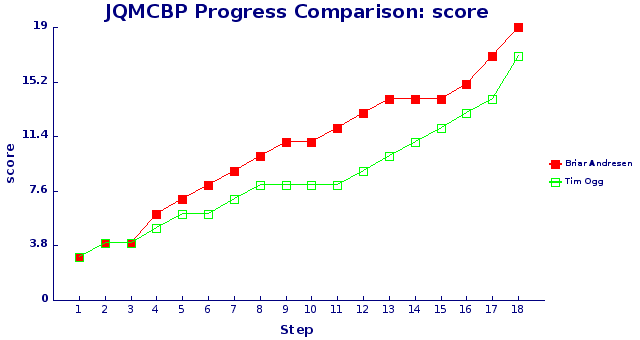 JQMCBP Progress Comparison: score
19
15.2
11.4
7.6
3.8
0
score
1 2 3 4 5 6 7 8 9 10 11 12 13 14 15 16 17 18
Step
Briar Andresen
Tim Ogg